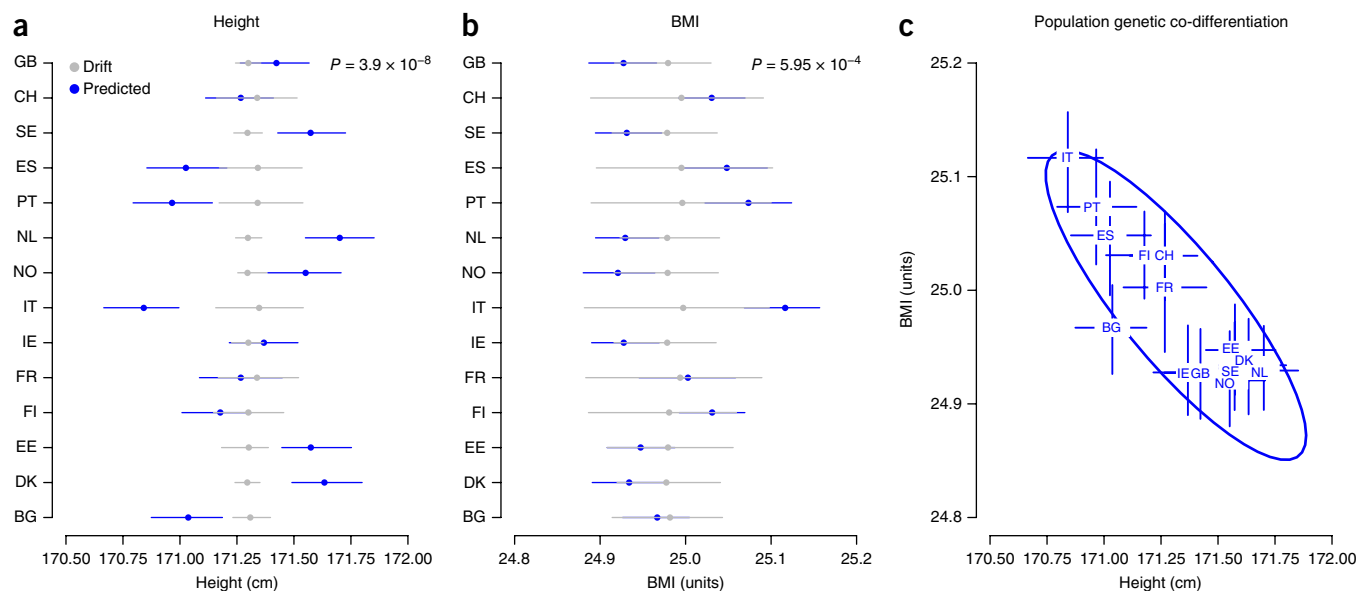 a
Height
GB
CH
SE
ES
PT
NL
NO
IT
IE
FR
FI
EE
DK
BG
Drift
Predicted
P = 3.9 × 10–8
170.50 170.75 171.00 171.25 171.50 171.75 172.00
Height (cm)
b
BMI
GB
CH
SE
ES
PT
NL
NO
IT
IE
FR
FI
EE
DK
BG
P = 5.95 × 10–4
24.8 24.9 25.0 25.1 25.2
BMI (units)
c
Population genetic co-differentiation
25.2
25.1
25.0
24.9
24.8
BMI (units)
IT
PT
ES
FI CH
FR
BG
EE
DK
IE GB SE NL
NO
170.50 170.75 171.00 171.25 171.50 171.75 172.00
Height (cm)